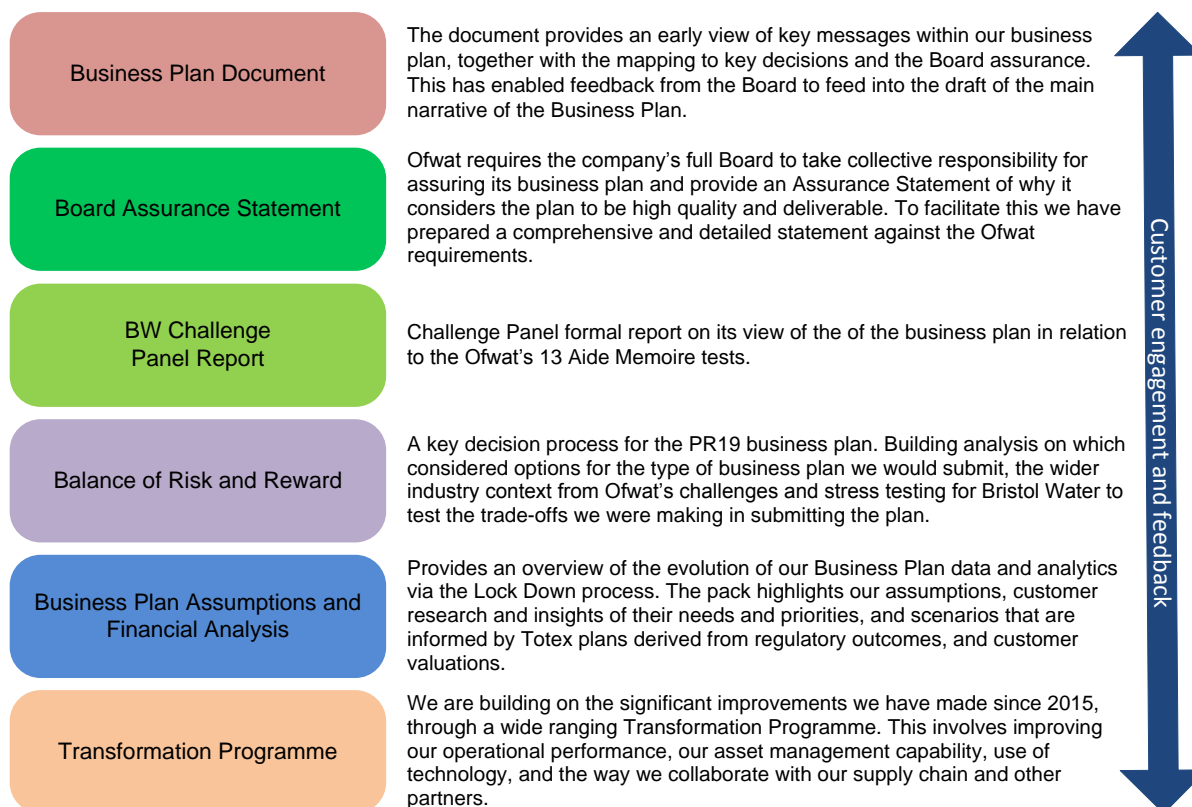 Business Plan Document
The document provides an early view of key messages within our business
plan, together with the mapping to key decisions and the Board assurance.
This has enabled feedback from the Board to feed into the draft of the main
narrative of the Business Plan.
Board Assurance Statement
Ofwat requires the company's full Board to take collective responsibility for
assuring its business plan and provide an Assurance Statement of why it
considers the plan to be high quality and deliverable. To facilitate this we have
prepared a comprehensive and detailed statement against the Ofwat
requirements.
BW Challenge
Panel Report
Challenge Panel formal report on its view of the of the business plan in relation
to the Ofwat's 13 Aide Memoire tests.
Balance of Risk and Reward
A key decision process for the PR19 business plan. Building analysis on which
considered options for the type of business plan we would submit, the wider
industry context from Ofwat's challenges and stress testing for Bristol Water to
test the trade-offs we were making in submitting the plan.
Business Plan Assumptions and
Financial Analysis
Provides an overview of the evolution of our Business Plan data and analytics
via the Lock Down process. The pack highlights our assumptions, customer
research and insights of their needs and priorities, and scenarios that are
informed by Totex plans derived from regulatory outcomes, and customer
valuations.
Transformation Programme
We are building on the significant improvements we have made since 2015,
through a wide ranging Transformation Programme. This involves improving
our operational performance, our asset management capability, use of
technology, and the way we collaborate with our supply chain and other
partners.
Customer engagement and feedback